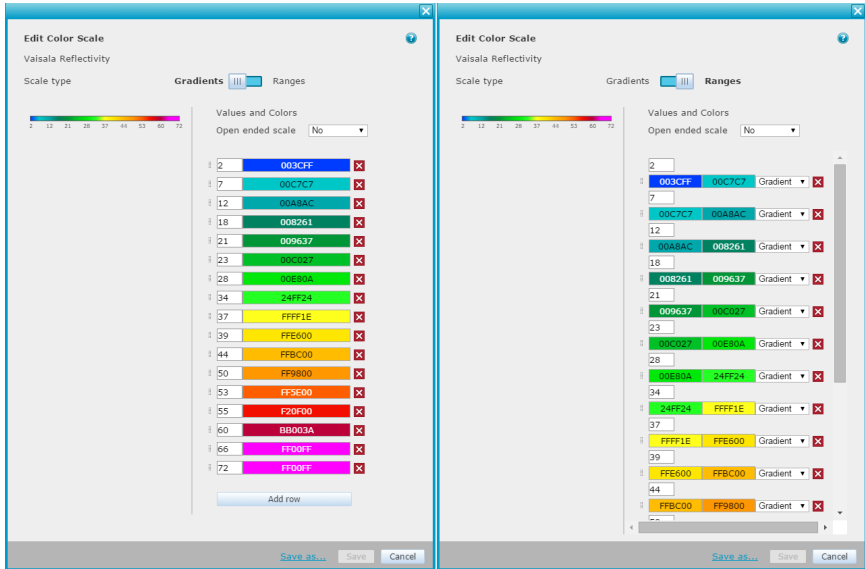 Edit Color Scale
Vaisala Reflectivity
Scale type Gradients Ranges
Values and Colors
Open ended scale No
2 12 21 28 37 44 53 60 72
2 003CFF
7 00C7C7
12 00A8AC
18 008261
21 009637
23 00C027
28 00E80A
34 24FF24
37 FFFF1E
39 FFE600
44 FFBC00
50 FF9800
53 FF5E00
55 F20F00
60 BB003A
66 FF00FF
72 FF00FF
Add row
Save as... Save Cancel
Edit Color Scale
Vaisala Reflectivity
Scale type Gradients Ranges
Values and Colors
Open ended scale No
2 12 21 28 37 44 53 60 72
2
003CFF 00C7C7 Gradient
7
00C7C7 00A8AC Gradient
12
00A8AC 008261 Gradient
18
008261 009637 Gradient
21
009637 00C027 Gradient
23
00C027 00E80A Gradient
28
00E80A 24FF24 Gradient
34
24FF24 FFFF1E Gradient
37
FFFF1E FFE600 Gradient
39
FFE600 FFBC00 Gradient
44
FFBC00 FF9800 Gradient
Save as... Save Cancel